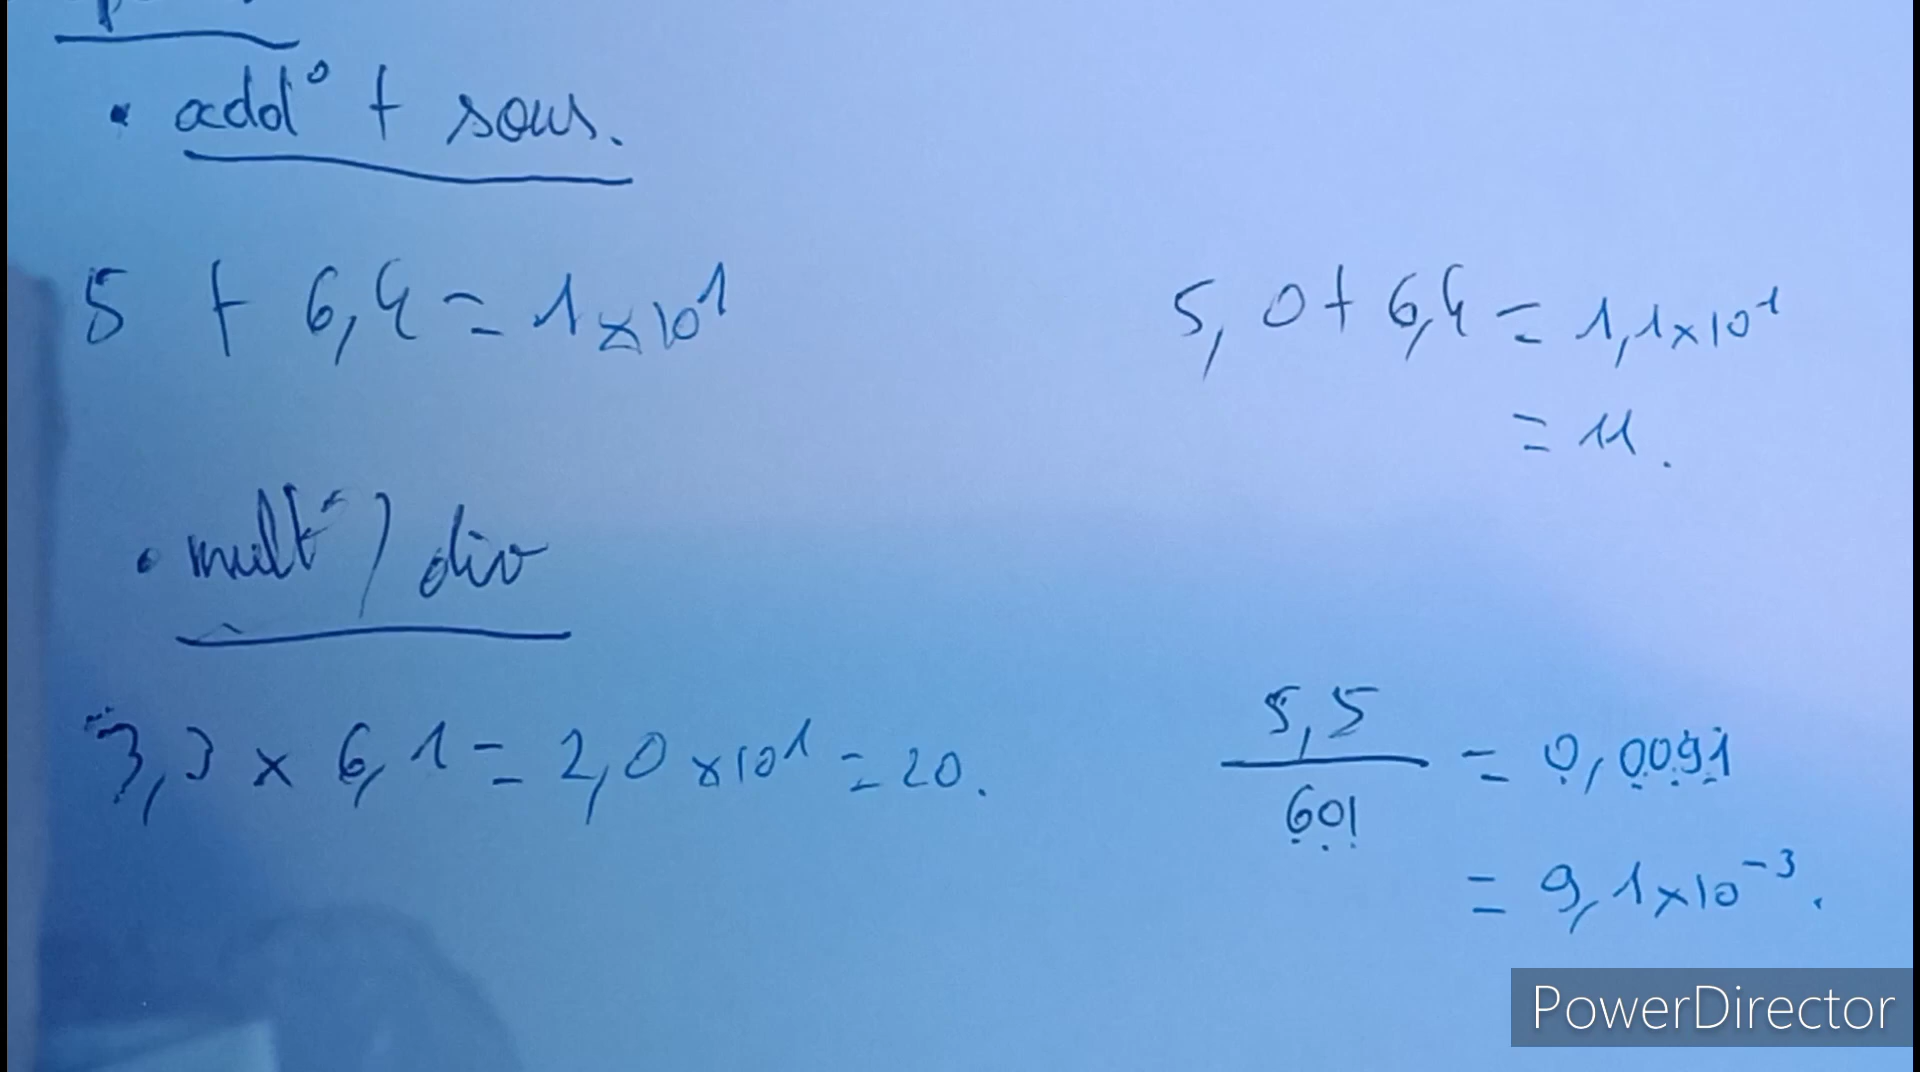 • add° + sous.
5 + 6,4 = 1 × 10¹
5,0 + 6,4 = 1,1 × 10¹
= 11.
• mult° / div
3,3 × 6,1 = 2,0 × 10¹ = 20.
5,5 / 601 = 0,0091
= 9,1 × 10⁻³.
PowerDirector